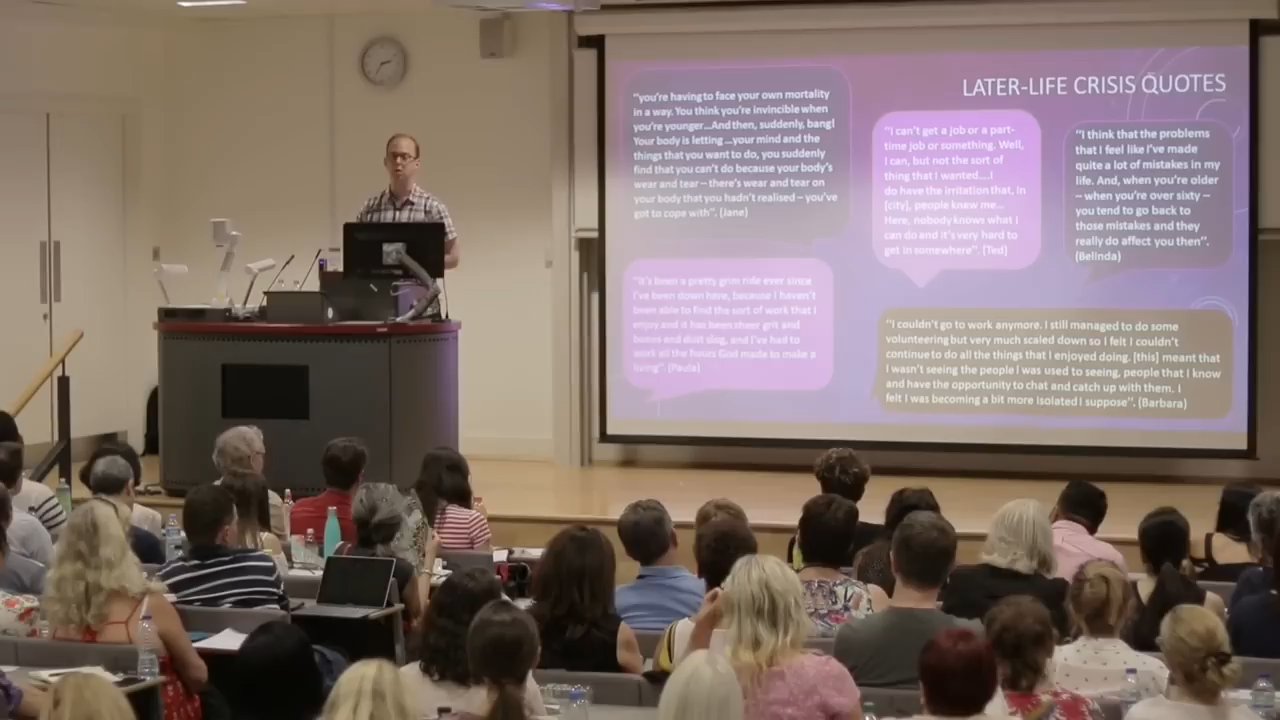 LATER-LIFE CRISIS QUOTES
"you're having to face your own mortality
in a way. You think you're invincible when
you're younger...And then, suddenly, bang!
Your body is letting ...your mind and the
things that you want to do, you suddenly
find that you can't do because your body's
wear and tear – there's wear and tear on
your body that you hadn't realised – you've
got to cope with". (Jane)
"I can't get a job or a part-
time job or something. Well,
I can, but not the sort of
thing that I wanted....I
do have the irritation that, in
[city], people knew me...
Here, nobody knows what I
can do and it's very hard to
get in somewhere". (Ted)
"I think that the problems
that I feel like I've made
quite a lot of mistakes in my
life. And, when you're older
– when you're over sixty –
you tend to go back to
those mistakes and they
really do affect you then".
(Belinda)
"It's been a pretty grim ride ever since
I've been down here, because I haven't
been able to find the sort of work that I
enjoy and it has been sheer grit and
bones and dust slog, and I've had to
work all the hours God made to make a
living". (Paula)
"I couldn't go to work anymore. I still managed to do some
volunteering but very much scaled down so I felt I couldn't
continue to do all the things that I enjoyed doing. [this] meant that
I wasn't seeing the people I was used to seeing, people that I know
and have the opportunity to chat and catch up with them. I
felt I was becoming a bit more isolated I suppose". (Barbara)